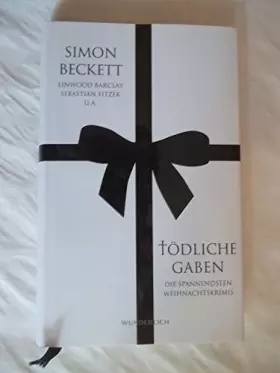 SIMON
BECKETT
LINWOOD BARCLAY
SEBASTIAN FITZEK
U.A.
TÖDLICHE
GABEN
DIE SPANNENDSTEN
WEIHNACHTSKRIMIS
WUNDERLICH